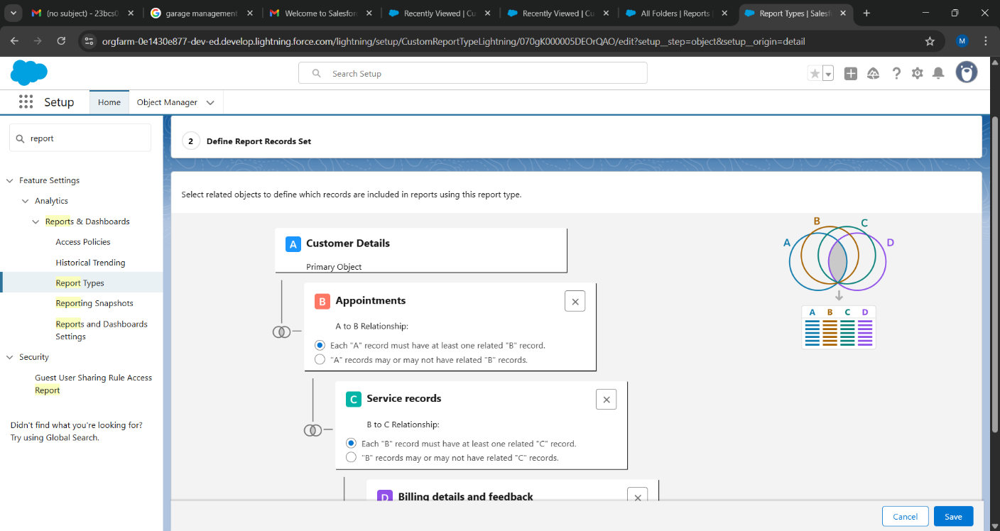 (no subject) - 23bcs0
garage management
Welcome to Salesfor
Recently Viewed | Cu
Recently Viewed | Cu
All Folders | Reports
Report Types | Salesf
orgfarm-0e1430e877-dev-ed.develop.lightning.force.com/lightning/setup/CustomReportTypeLightning/070gK000005DEOrQAO/edit?setup__step=object&setup__origin=detail
M
Search Setup
Setup
Home
Object Manager
report
Feature Settings
Analytics
Reports & Dashboards
Access Policies
Historical Trending
Report Types
Reporting Snapshots
Reports and Dashboards
Settings
Security
Guest User Sharing Rule Access
Report
Didn't find what you're looking for?
Try using Global Search.
2 Define Report Records Set
Select related objects to define which records are included in reports using this report type.
A Customer Details
Primary Object
B Appointments
A to B Relationship:
Each "A" record must have at least one related "B" record.
"A" records may or may not have related "B" records.
C Service records
B to C Relationship:
Each "B" record must have at least one related "C" record.
"B" records may or may not have related "C" records.
D Billing details and feedback
A B C D
A B C D
Cancel
Save